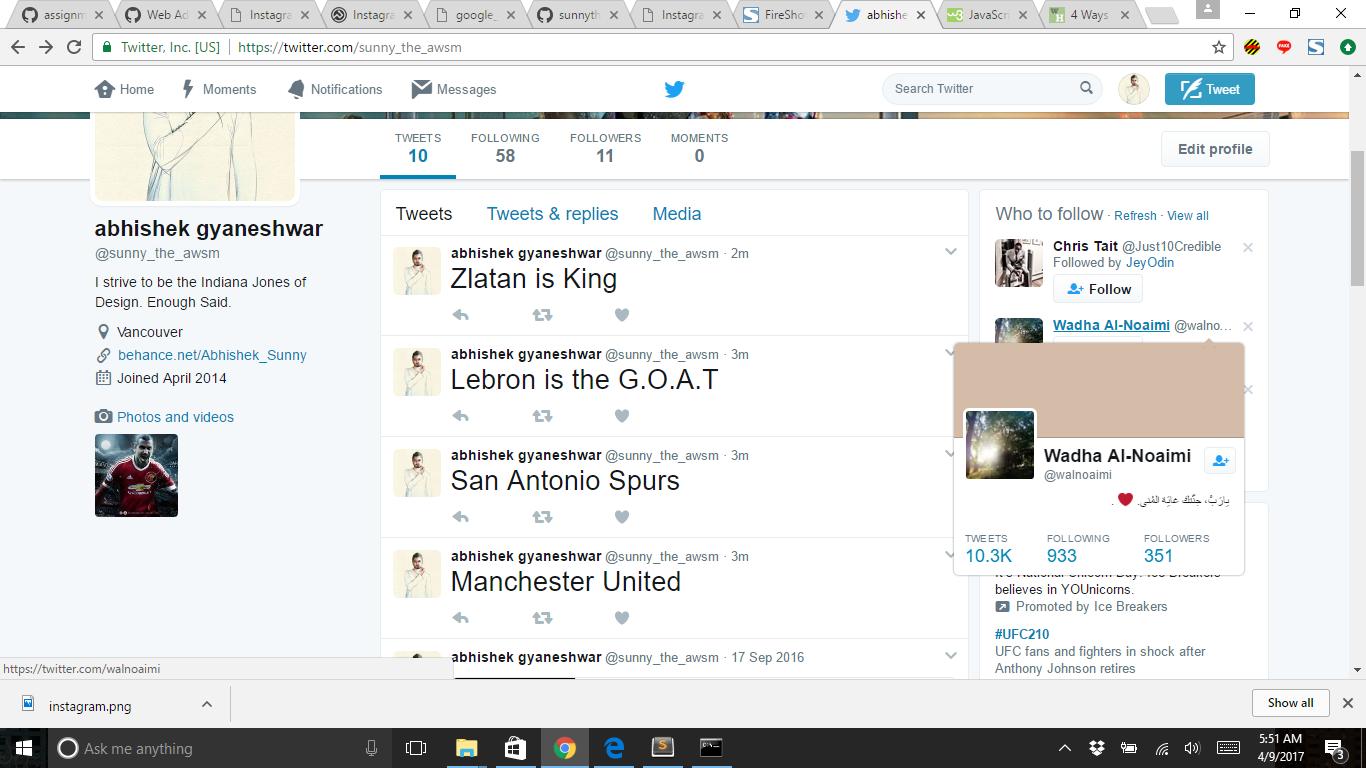 assignm
Web Ad
Instagra
Instagra
google_
sunnyth
Instagra
FireSho
abhishe
JavaScri
4 Ways
Twitter, Inc. [US] | https://twitter.com/sunny_the_awsm
Home
Moments
Notifications
Messages
Search Twitter
Tweet
TWEETS
10
FOLLOWING
58
FOLLOWERS
11
MOMENTS
0
Edit profile
abhishek gyaneshwar
@sunny_the_awsm
I strive to be the Indiana Jones of
Design. Enough Said.
Vancouver
behance.net/Abhishek_Sunny
Joined April 2014
Photos and videos
Tweets
Tweets & replies
Media
abhishek gyaneshwar @sunny_the_awsm · 2m
Zlatan is King
abhishek gyaneshwar @sunny_the_awsm · 3m
Lebron is the G.O.A.T
abhishek gyaneshwar @sunny_the_awsm · 3m
San Antonio Spurs
abhishek gyaneshwar @sunny_the_awsm · 3m
Manchester United
abhishek gyaneshwar @sunny_the_awsm · 17 Sep 2016
Who to follow · Refresh · View all
Chris Tait @Just10Credible
Followed by JeyOdin
Follow
Wadha Al-Noaimi @walno...
Wadha Al-Noaimi
@walnoaimi
يارَبُّ، جنَّتك غايَة المُنى. ❤ .
TWEETS
10.3K
FOLLOWING
933
FOLLOWERS
351
It's National Unicorn Day! Ice Breakers
believes in YOUnicorns.
Promoted by Ice Breakers
#UFC210
UFC fans and fighters in shock after
Anthony Johnson retires
https://twitter.com/walnoaimi
instagram.png
Show all
Ask me anything
5:51 AM
4/9/2017
3